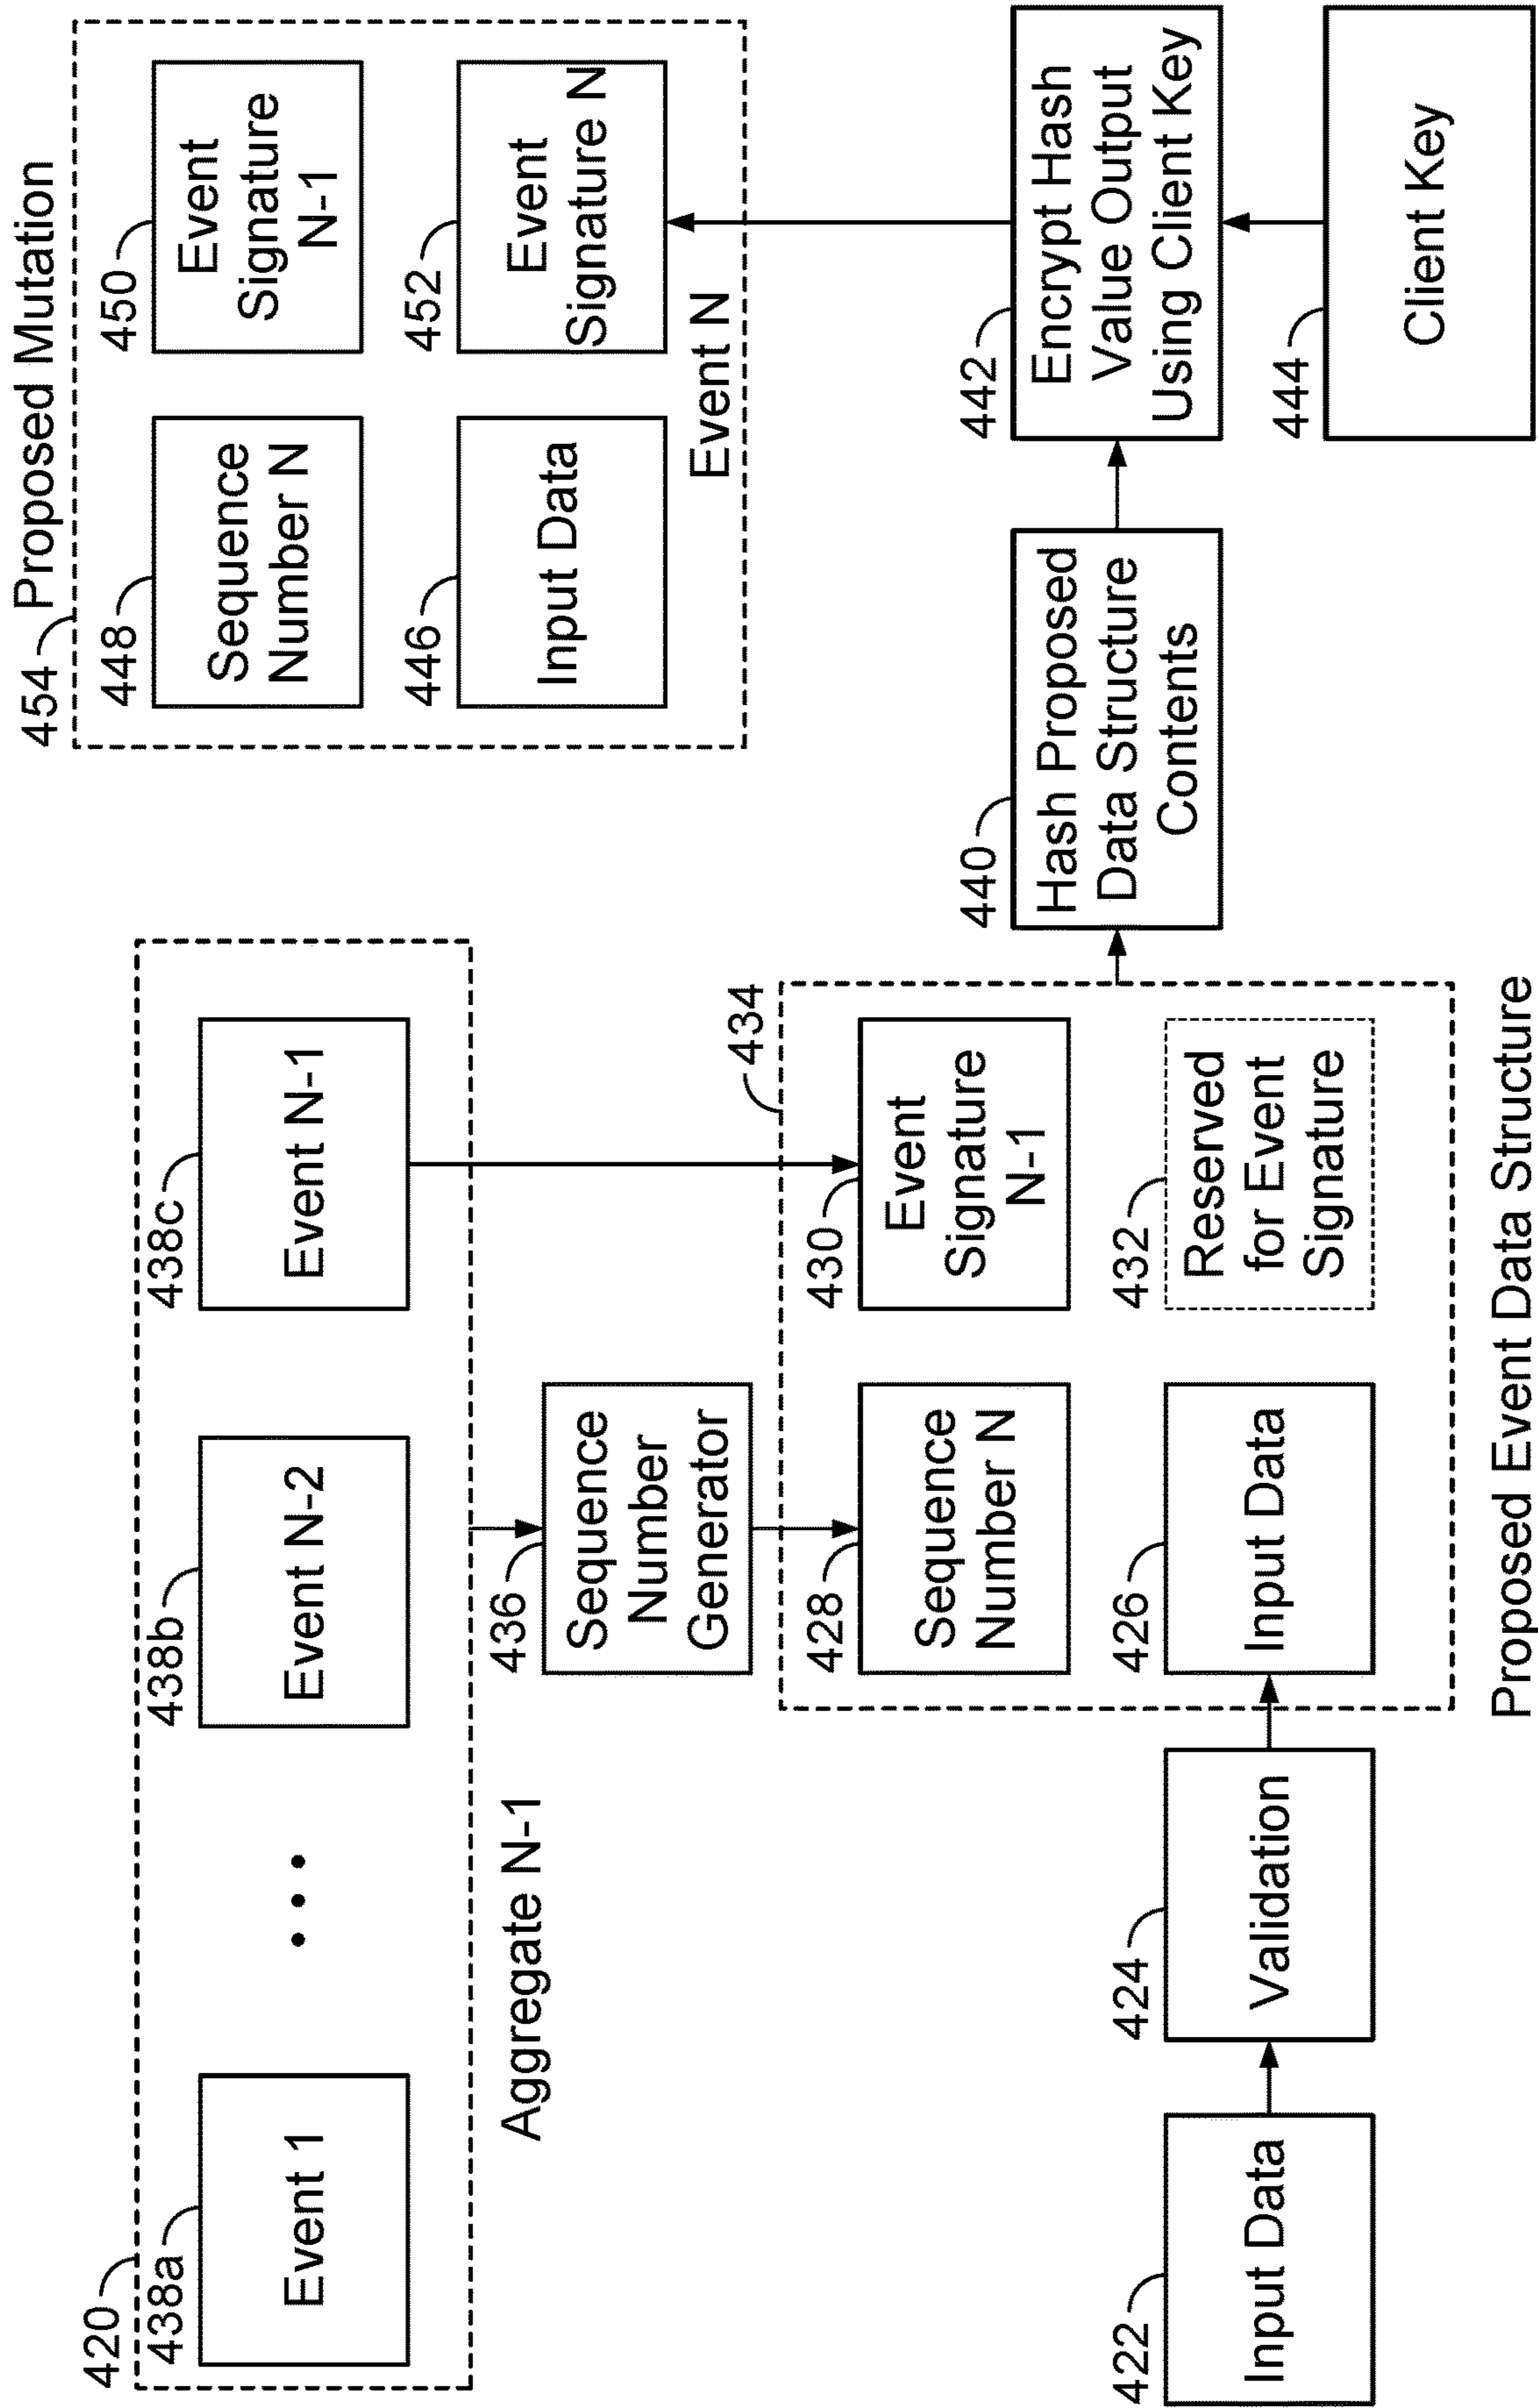 420
438a
Event 1
438b
Event N-2
438c
Event N-1
Aggregate N-1
436
Sequence
Number
Generator
434
428
Sequence
Number N
430
Event
Signature
N-1
422
Input Data
424
Validation
426
Input Data
432
Reserved
for Event
Signature
Proposed Event Data Structure
454
Proposed Mutation
448
Sequence
Number N
450
Event
Signature
N-1
446
Input Data
452
Event
Signature N
Event N
440
Hash Proposed
Data Structure
Contents
442
Encrypt Hash
Value Output
Using Client Key
444
Client Key